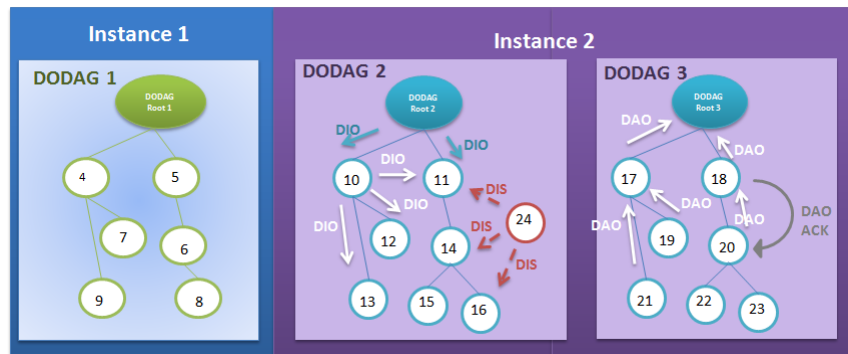 Instance 1
Instance 2
DODAG 1
DODAG
Root 1
4
5
7
6
9
8
DODAG 2
DODAG
Root 2
DIO
DIO
DIO
10
11
DIO
DIS
24
DIO
DIS
12
14
DIS
13
15
16
DODAG 3
DODAG
Root 3
DAO
DAO
17
18
DAO
DAO
DAO
DAO
ACK
19
20
21
22
23